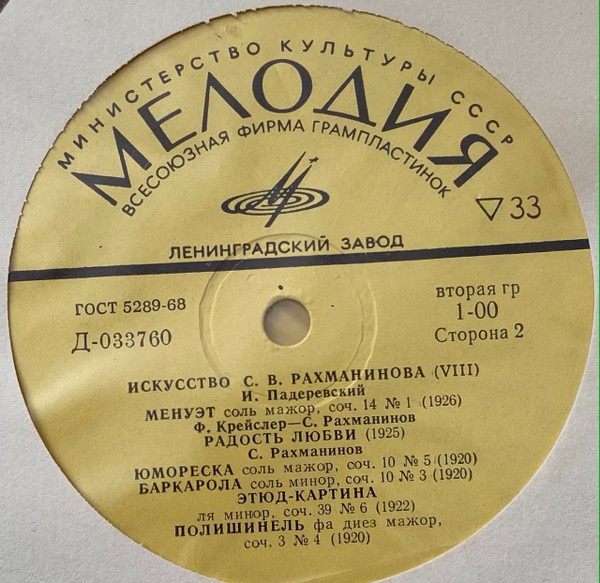 МИНИСТЕРСТВО КУЛЬТУРЫ СССР
МЕЛОДИЯ
ВСЕСОЮЗНАЯ ФИРМА ГРАМПЛАСТИНОК
33
ЛЕНИНГРАДСКИЙ ЗАВОД
ГОСТ 5289-68
Д-033760
вторая гр
1-00
Сторона 2
ИСКУССТВО С. В. РАХМАНИНОВА (VIII)
И. Падеревский
МЕНУЭТ соль мажор, соч. 14 № 1 (1926)
Ф. Крейслер—С. Рахманинов
РАДОСТЬ ЛЮБВИ (1925)
С. Рахманинов
ЮМОРЕСКА соль мажор, соч. 10 № 5 (1920)
БАРКАРОЛА соль минор, соч. 10 № 3 (1920)
ЭТЮД-КАРТИНА
ля минор, соч. 39 № 6 (1922)
ПОЛИШИНЕЛЬ фа диез мажор,
соч. 3 № 4 (1920)